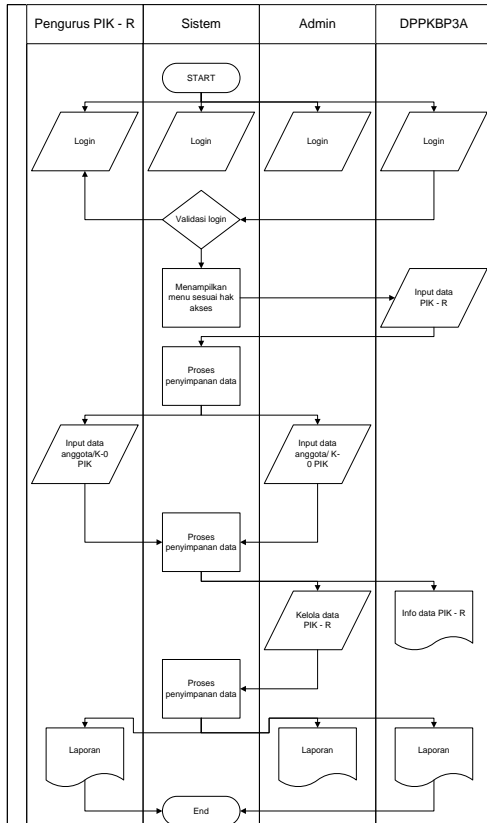 Pengurus PIK - R
Sistem
Admin
DPPKBP3A
START
Login
Login
Login
Login
Validasi login
Menampilkan
menu sesuai hak
akses
Input data
PIK - R
Proses
penyimpanan data
Input data
anggota/K-0
PIK
Input data
anggota/ K-
0 PIK
Proses
penyimpanan data
Kelola data
PIK - R
Info data PIK - R
Proses
penyimpanan data
Laporan
Laporan
Laporan
End